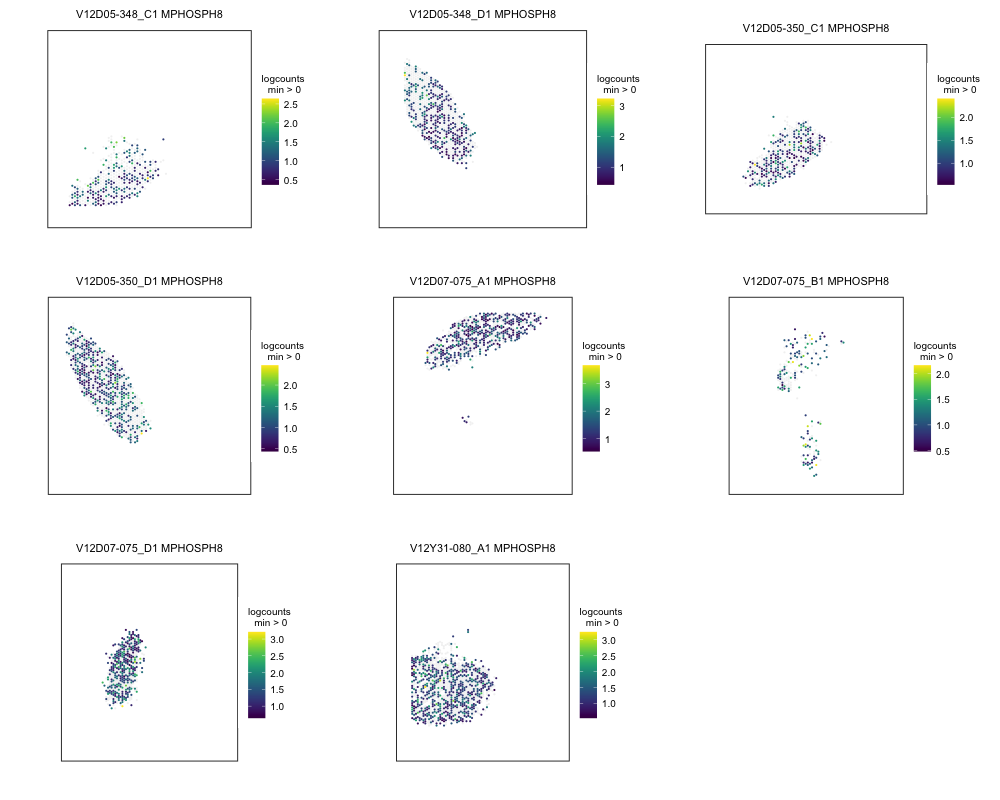 V12D05-348_C1 MPHOSPH8
logcounts
min > 0
2.5
2.0
1.5
1.0
0.5
V12D05-348_D1 MPHOSPH8
logcounts
min > 0
3
2
1
V12D05-350_C1 MPHOSPH8
logcounts
min > 0
2.0
1.5
1.0
V12D05-350_D1 MPHOSPH8
logcounts
min > 0
2.0
1.5
1.0
0.5
V12D07-075_A1 MPHOSPH8
logcounts
min > 0
3
2
1
V12D07-075_B1 MPHOSPH8
logcounts
min > 0
2.0
1.5
1.0
0.5
V12D07-075_D1 MPHOSPH8
logcounts
min > 0
3.0
2.5
2.0
1.5
1.0
V12Y31-080_A1 MPHOSPH8
logcounts
min > 0
3.0
2.5
2.0
1.5
1.0